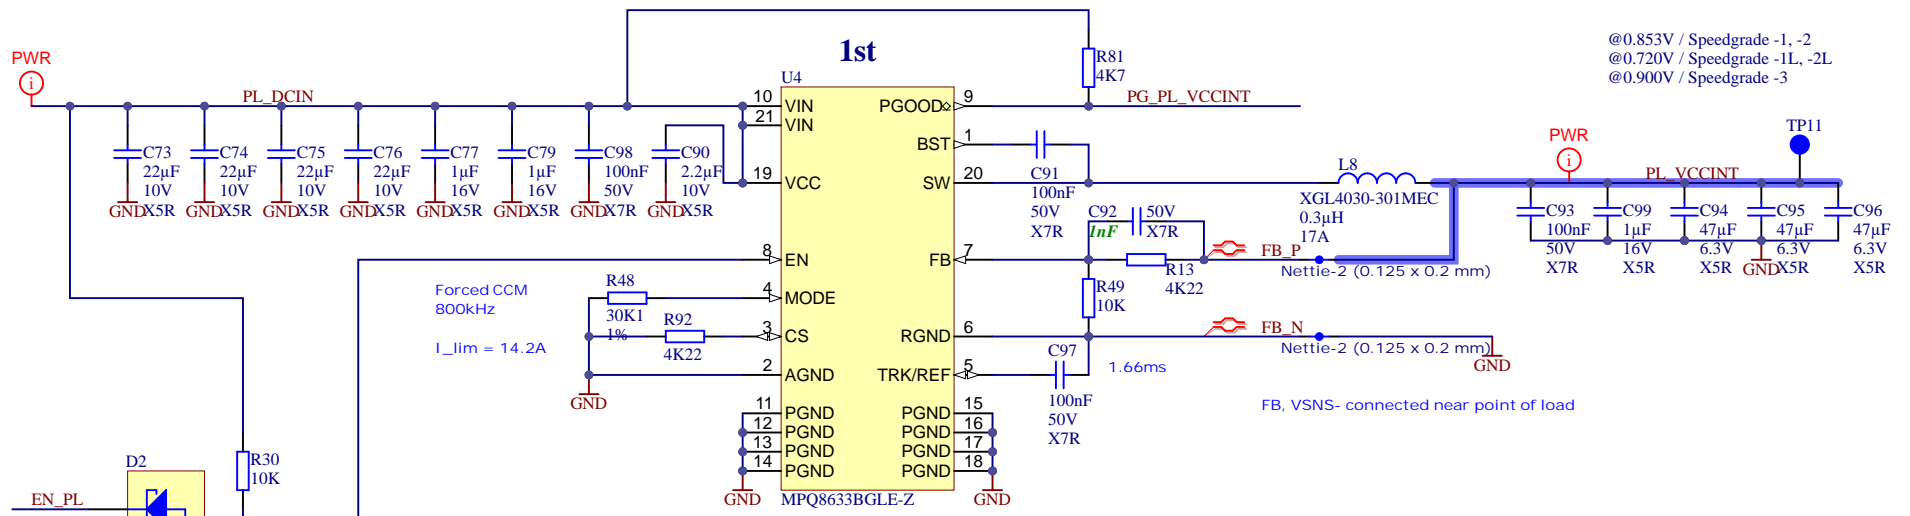 1st
@0.853V / Speedgrade -1, -2
@0.720V / Speedgrade -1L, -2L
@0.900V / Speedgrade -3
PWR
i
PL_DCIN
C73
22µF
10V
X5R
GND
C74
22µF
10V
X5R
GND
C75
22µF
10V
X5R
GND
C76
22µF
10V
X5R
GND
C77
1µF
16V
X5R
GND
C79
1µF
16V
X5R
GND
C98
100nF
50V
X7R
GND
C90
2.2µF
10V
X5R
GND
U4
10 VIN
21 VIN
19 VCC
8 EN
4 MODE
3 CS
2 AGND
11 PGND
12 PGND
13 PGND
14 PGND
PGOOD 9
BST 1
SW 20
FB 7
RGND 6
TRK/REF 5
PGND 15
PGND 16
PGND 17
PGND 18
GND
GND
MPQ8633BGLE-Z
R81
4K7
PG_PL_VCCINT
C91
100nF
50V
X7R
C92
1nF
50V
X7R
R13
4K22
R49
10K
C97
100nF
50V
X7R
1.66ms
FB_P
Nettie-2 (0.125 x 0.2 mm)
FB_N
Nettie-2 (0.125 x 0.2 mm)
GND
FB, VSNS- connected near point of load
L8
XGL4030-301MEC
0.3µH
17A
PWR
i
PL_VCCINT
TP11
C93
100nF
50V
X7R
C99
1µF
16V
X5R
C94
47µF
6.3V
X5R
C95
47µF
6.3V
X5R
GND
C96
47µF
6.3V
X5R
Forced CCM
800kHz
I_lim = 14.2A
R48
30K1
1%
R92
4K22
GND
R30
10K
D2
EN_PL